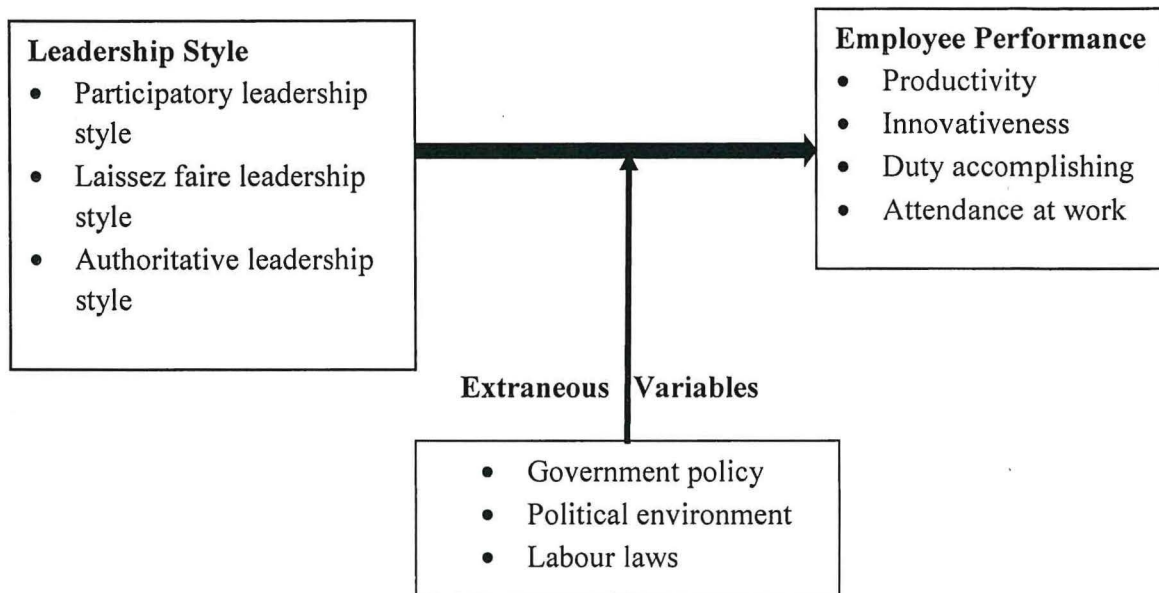 Leadership Style
• Participatory leadership
style
• Laissez faire leadership
style
• Authoritative leadership
style
Employee Performance
• Productivity
• Innovativeness
• Duty accomplishing
• Attendance at work
Extraneous Variables
• Government policy
• Political environment
• Labour laws